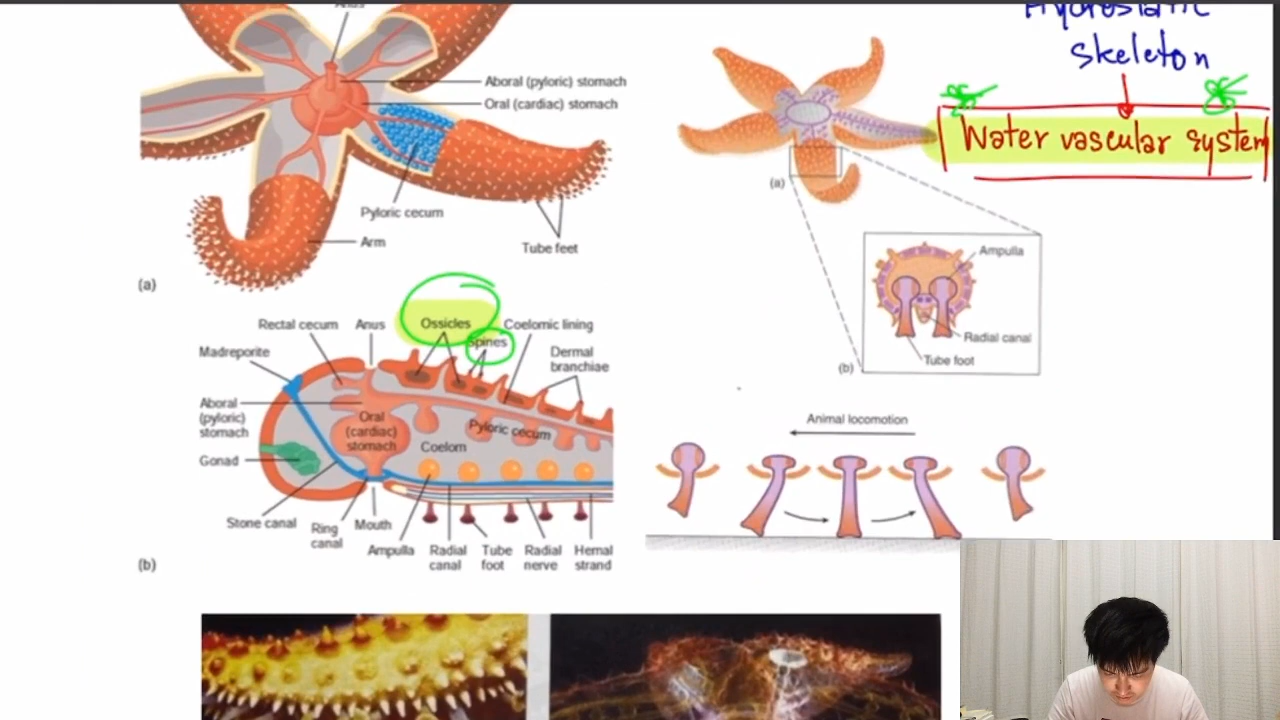 Anus
Aboral (pyloric) stomach
Oral (cardiac) stomach
Pyloric cecum
Arm
Tube feet
(a)
Hydrostatic
Skeleton
Water vascular system
(a)
Ampulla
Radial canal
Tube foot
(b)
Rectal cecum
Anus
Ossicles
Spines
Coelomic lining
Madreporite
Dermal
branchiae
Aboral
(pyloric)
stomach
Oral
(cardiac)
stomach
Pyloric cecum
Coelom
Gonad
Stone canal
Ring
canal
Mouth
Ampulla
Radial
canal
Tube
foot
Radial
nerve
Hemal
strand
(b)
Animal locomotion